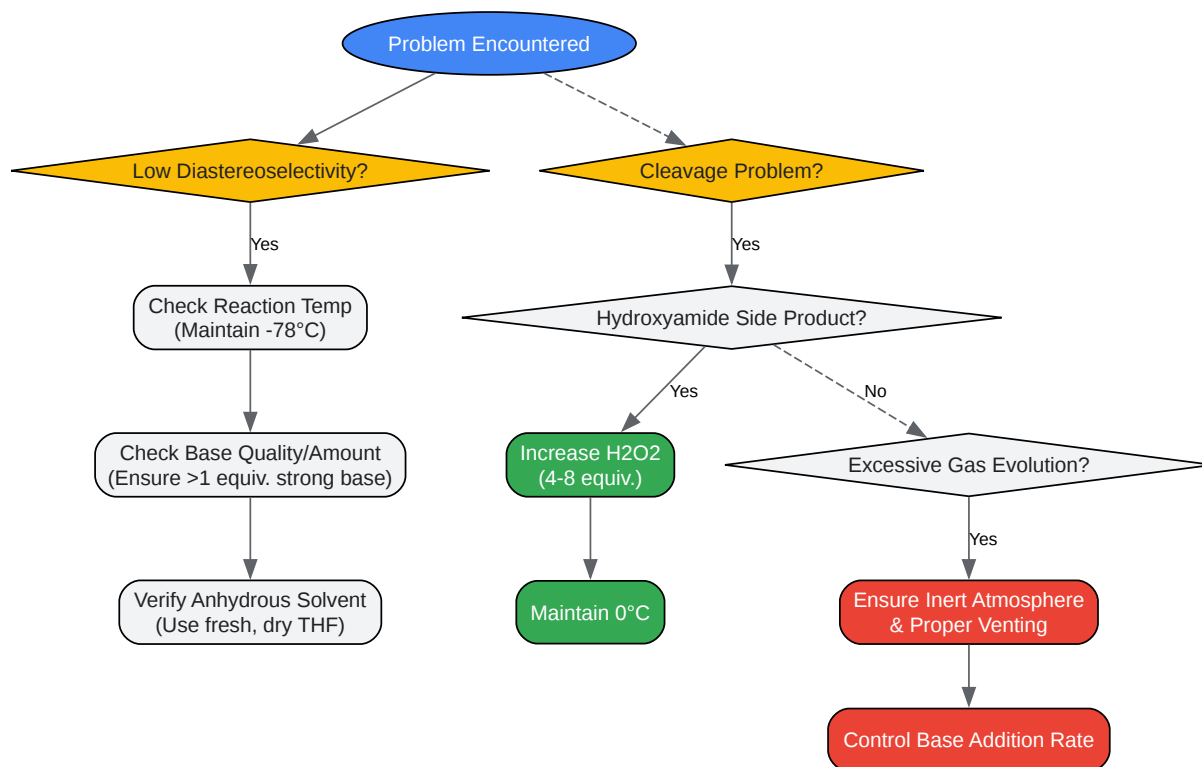 Problem Encountered
Low Diastereoselectivity?
Cleavage Problem?
Yes
Yes
Check Reaction Temp
(Maintain -78°C)
Hydroxyamide Side Product?
Yes
No
Check Base Quality/Amount
(Ensure >1 equiv. strong base)
Increase H2O2
(4-8 equiv.)
Excessive Gas Evolution?
Yes
Verify Anhydrous Solvent
(Use fresh, dry THF)
Maintain 0°C
Ensure Inert Atmosphere
& Proper Venting
Control Base Addition Rate